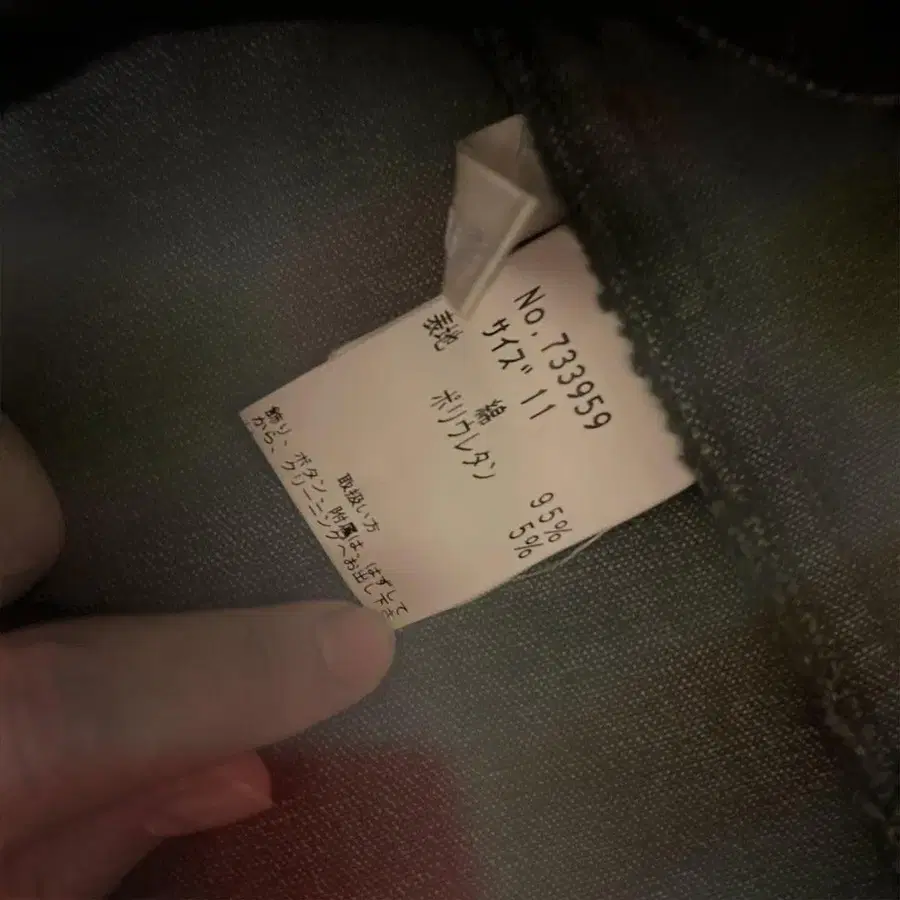 No.733959
サイズ 11
表地
綿 95%
ポリウレタン 5%
取扱い方
飾り、ボタン、附属は、はずして
から、クリーニングへお出し下さ